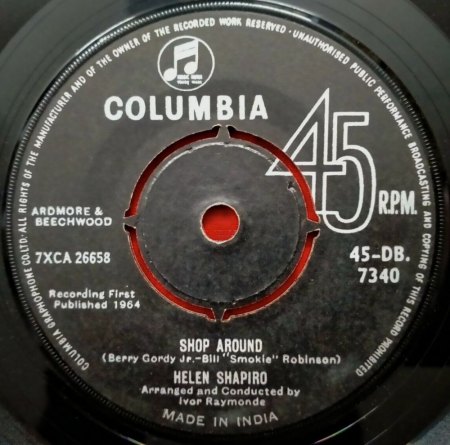 COLUMBIA GRAPHOPHONE CO. LTD. ALL RIGHTS OF THE MANUFACTURER AND OF THE OWNER OF THE RECORDED WORK RESERVED · UNAUTHORISED PUBLIC PERFORMANCE BROADCASTING AND COPYING OF THIS RECORD PROHIBITED
COLUMBIA
45
R.P.M.
ARDMORE &
BEECHWOOD
7XCA 26658
45-DB.
7340
Recording First
Published 1964
SHOP AROUND
(Berry Gordy Jr.-Bill "Smokie" Robinson)
HELEN SHAPIRO
Arranged and Conducted by
Ivor Raymonde
MADE IN INDIA